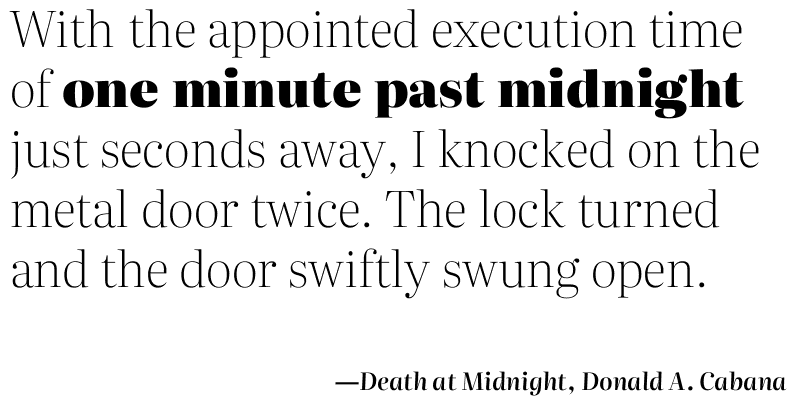 With the appointed execution time
of one minute past midnight
just seconds away, I knocked on the
metal door twice. The lock turned
and the door swiftly swung open.
—Death at Midnight, Donald A. Cabana